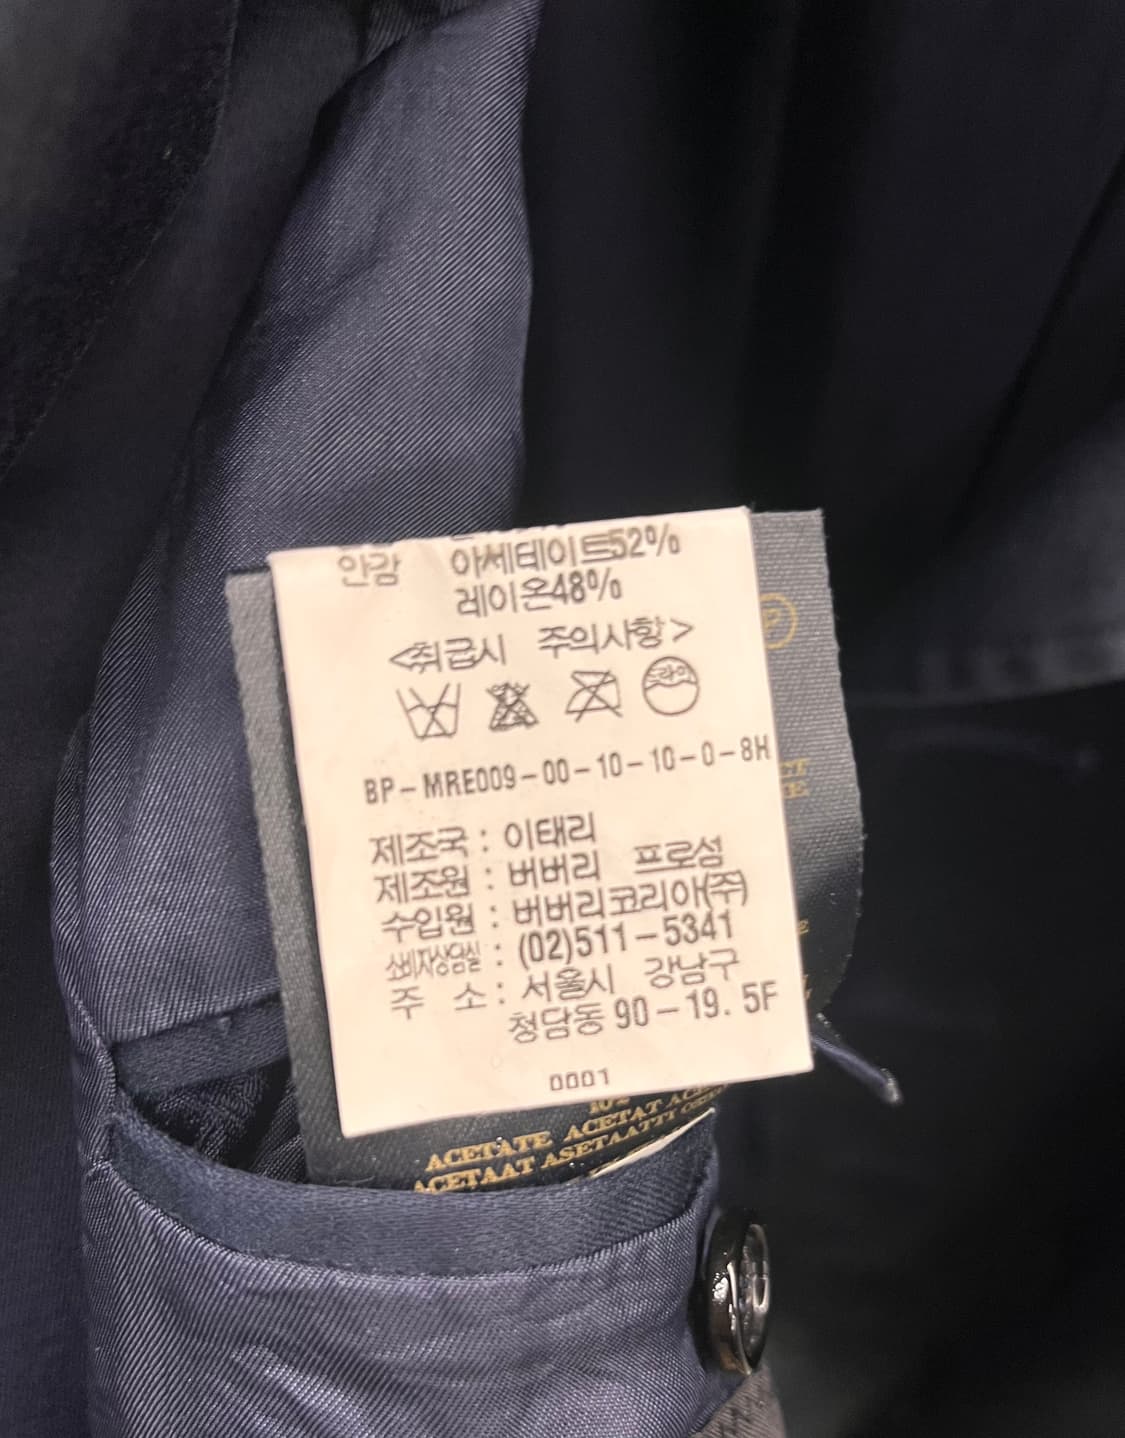 안감 아세테이트52%
레이온48%
<취급시 주의사항>
드라이
BP-MRE009-00-10-10-0-8H
제조국 : 이태리
제조원 : 버버리 프로섬
수입원 : 버버리코리아(주)
소비자상담실 : (02)511-5341
주 소 : 서울시 강남구
청담동 90-19. 5F
0001
ACETATE ACETAT
ACETAAT ASETAATTI
P